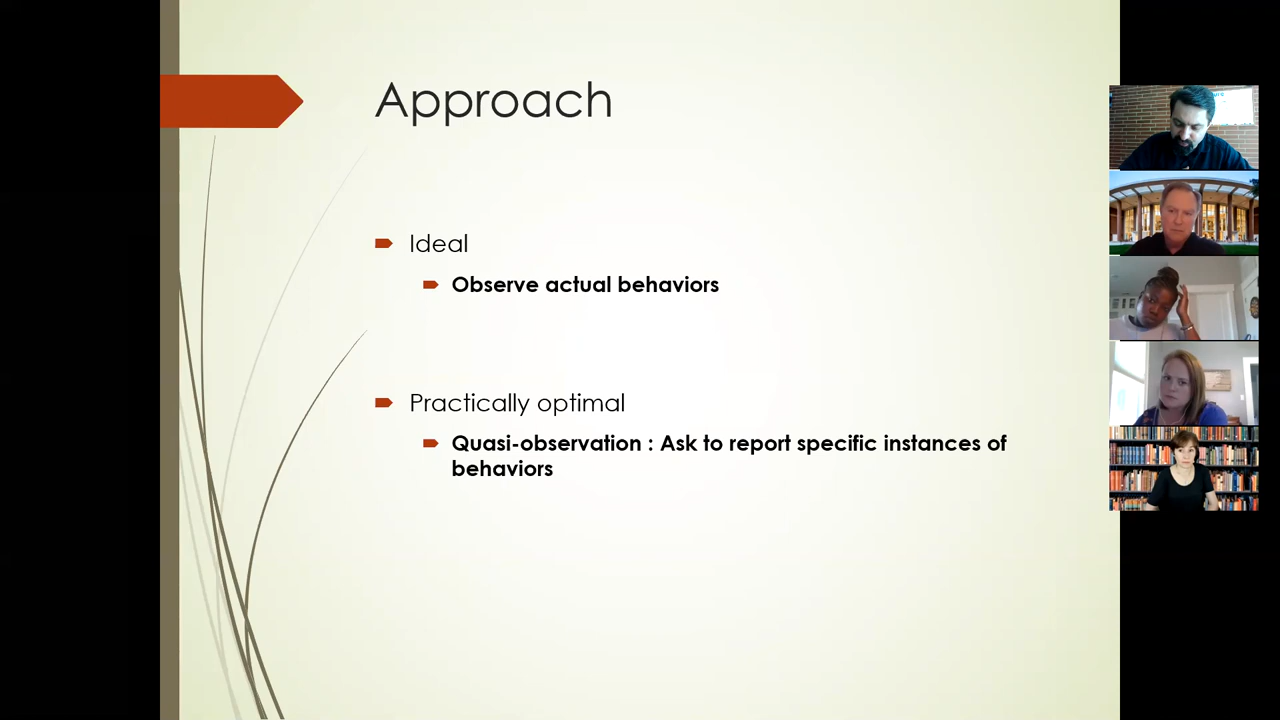 Approach
Ideal
Observe actual behaviors
Practically optimal
Quasi-observation : Ask to report specific instances of
behaviors